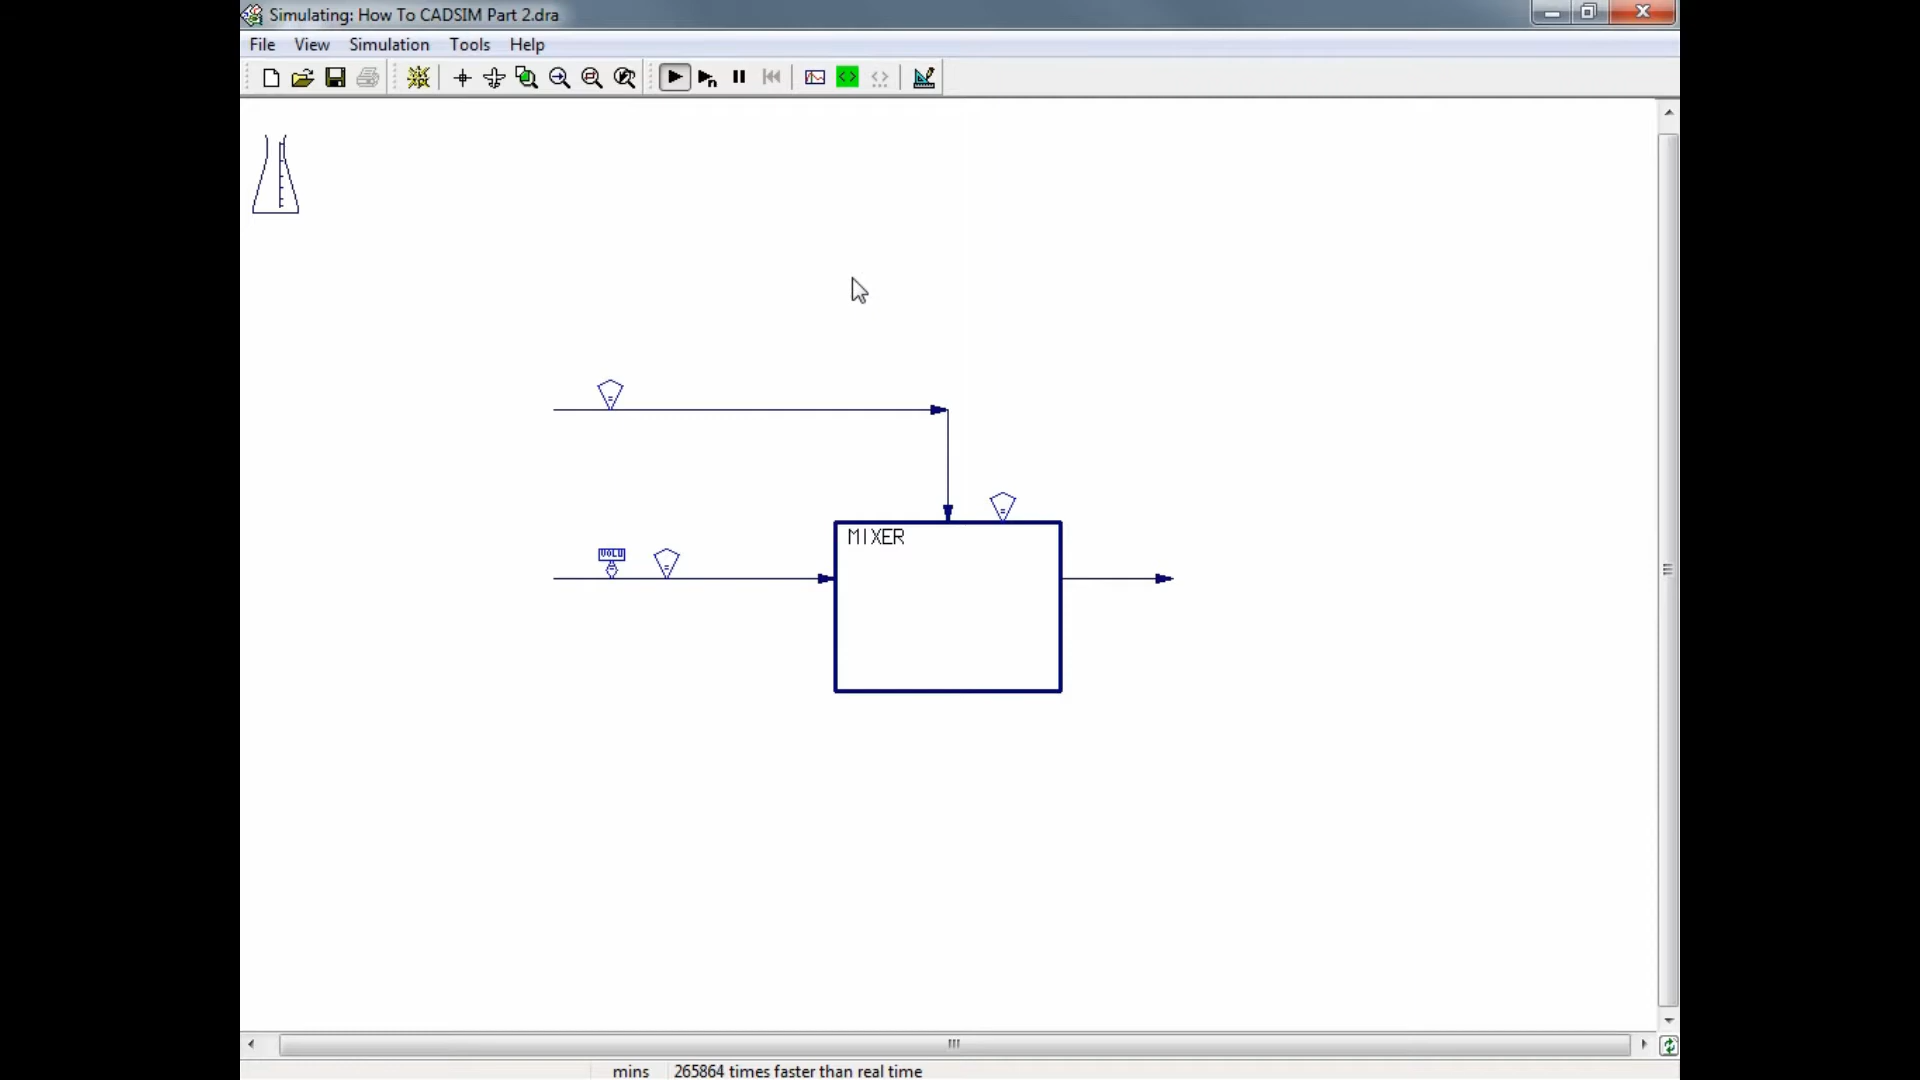 Simulating: How To CADSIM Part 2.dra
File View Simulation Tools Help
MIXER
mins 265864 times faster than real time